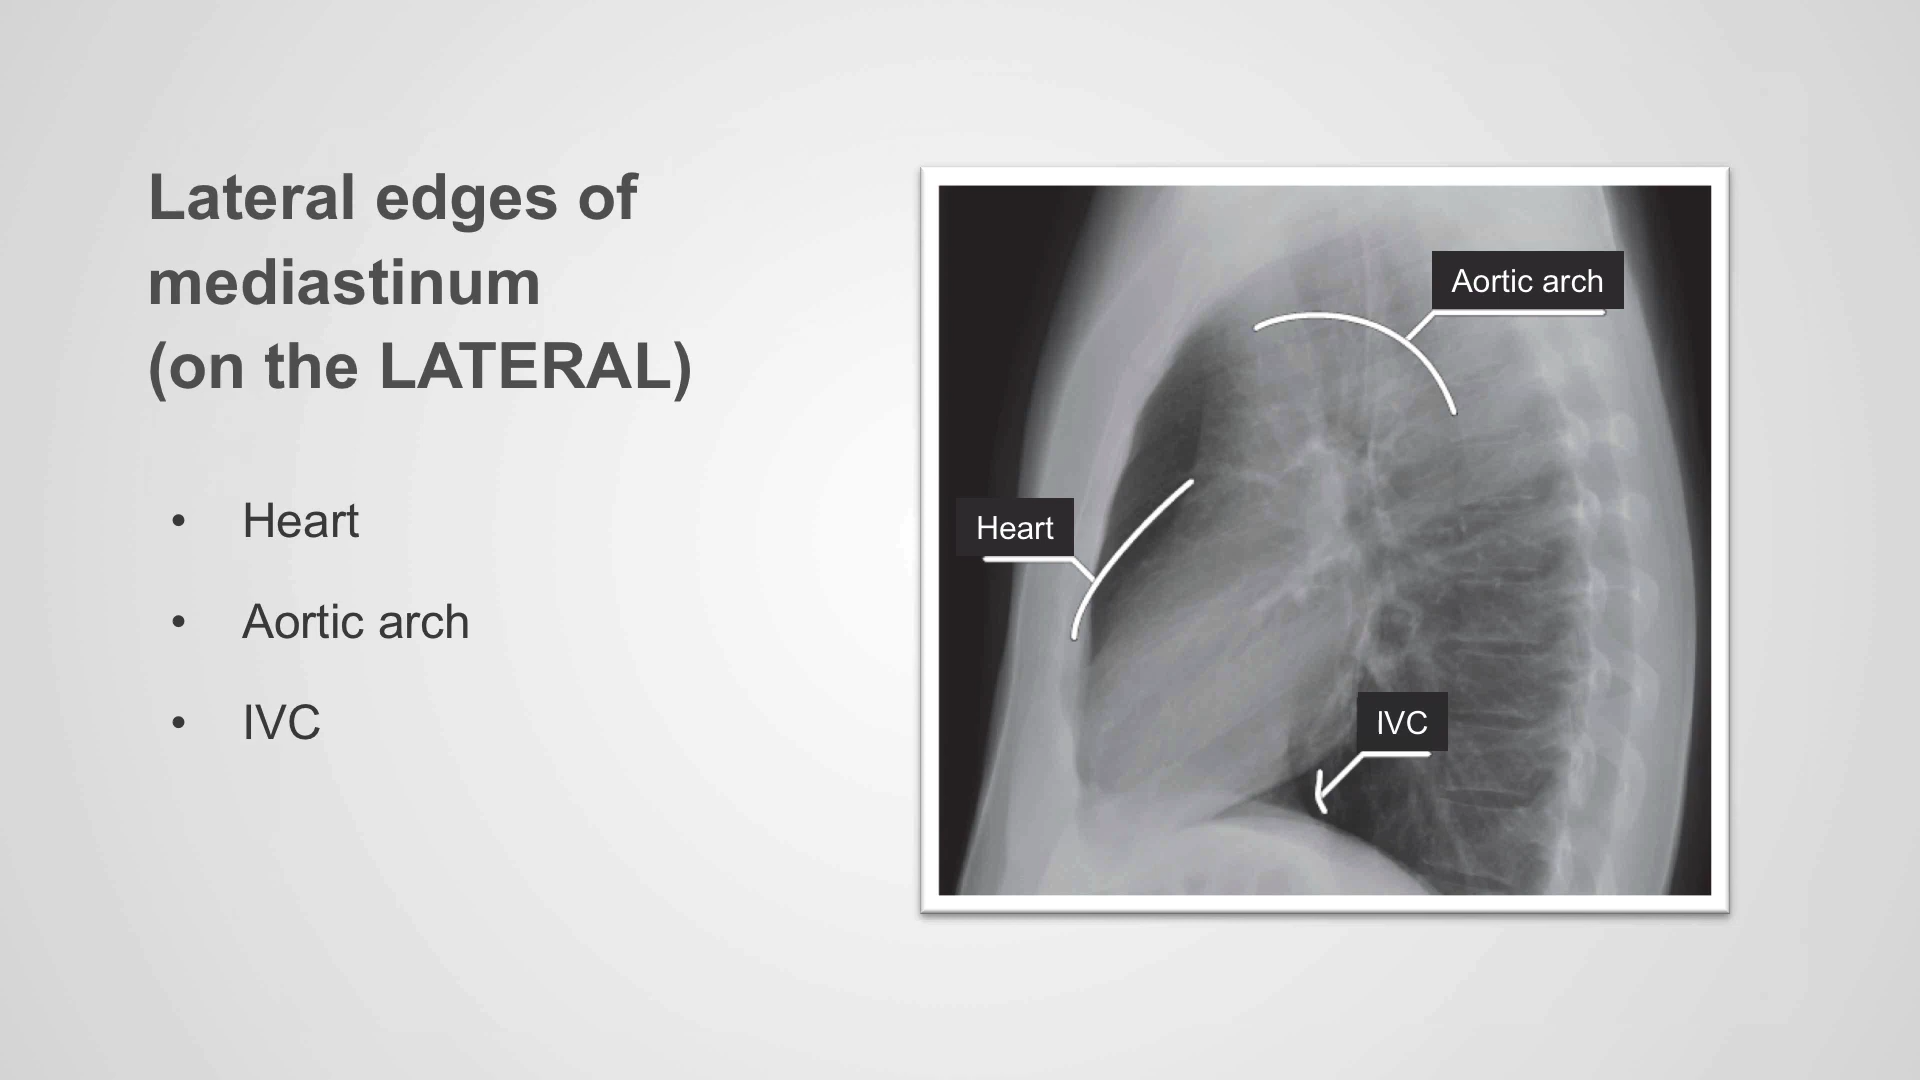 Lateral edges of
mediastinum
(on the LATERAL)
• Heart
• Aortic arch
• IVC
Aortic arch
Heart
IVC